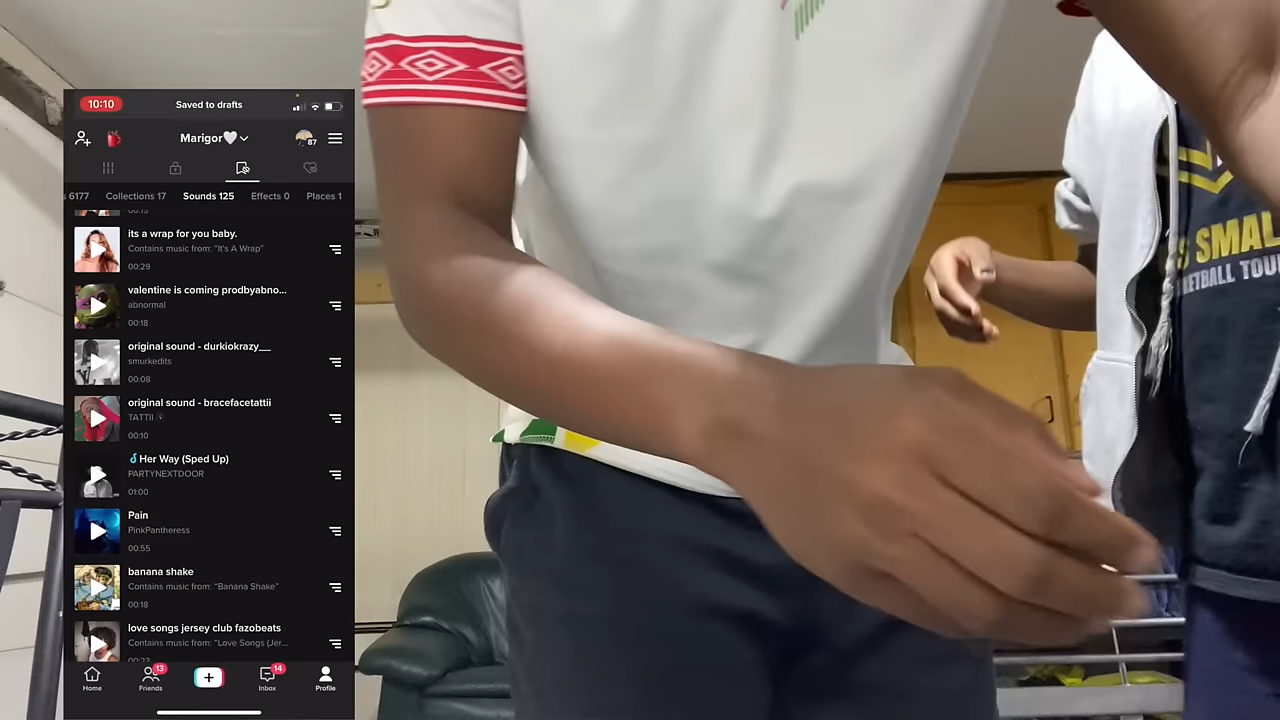 10:10
Saved to drafts
Marigor🤍
87
6177
Collections 17
Sounds 125
Effects 0
Places 1
00:15
its a wrap for you baby.
Contains music from: "It's A Wrap"
00:29
valentine is coming prodbyabno...
abnormal
00:18
original sound - durkiokrazy__
smurkedits
00:08
original sound - bracefacetattii
TATTII
00:10
Her Way (Sped Up)
PARTYNEXTDOOR
01:00
Pain
PinkPantheress
00:55
banana shake
Contains music from: "Banana Shake"
00:18
love songs jersey club fazobeats
Contains music from: "Love Songs (Jer...
00:23
Home
13
Friends
14
Inbox
Profile